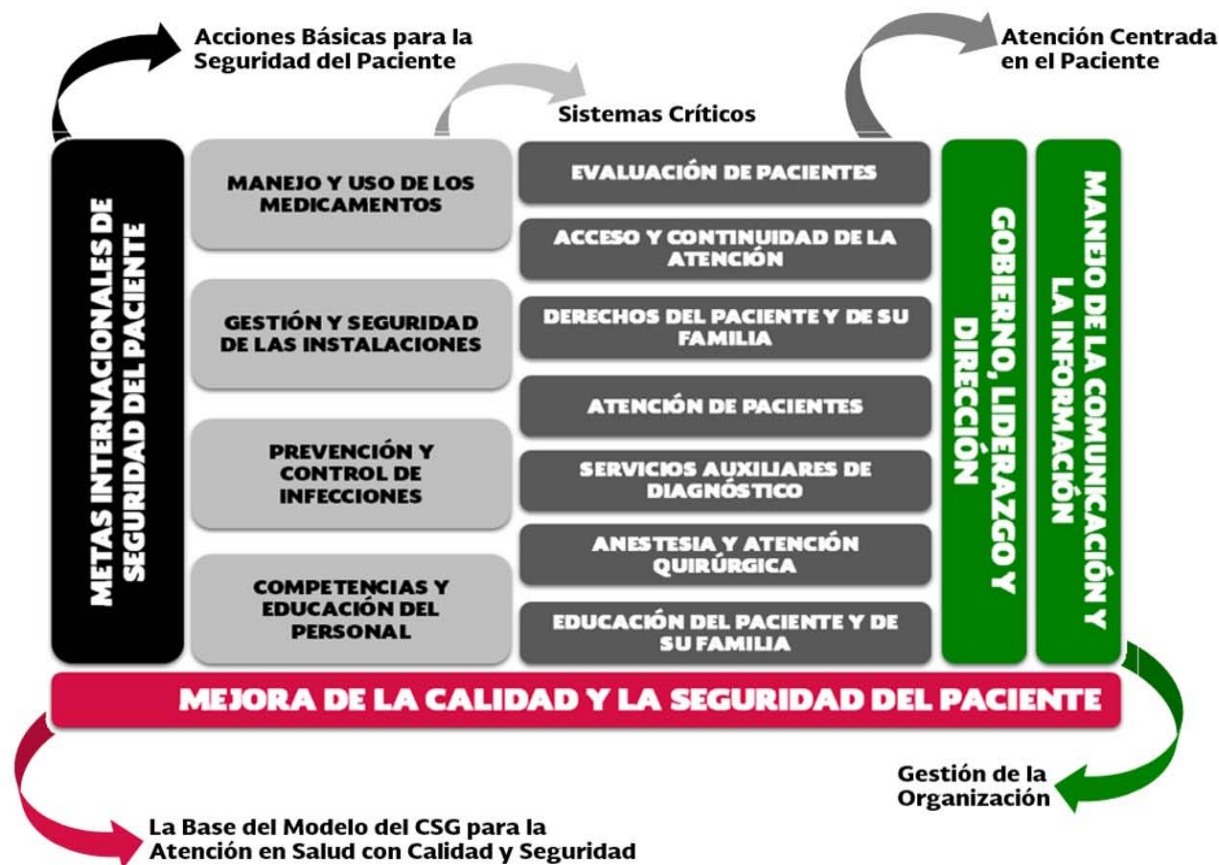 Acciones Básicas para la
Seguridad del Paciente
Atención Centrada
en el Paciente
Sistemas Críticos
METAS INTERNACIONALES DE
SEGURIDAD DEL PACIENTE
MANEJO Y USO DE LOS
MEDICAMENTOS
GESTIÓN Y SEGURIDAD
DE LAS INSTALACIONES
PREVENCIÓN Y
CONTROL DE
INFECCIONES
COMPETENCIAS Y
EDUCACIÓN DEL
PERSONAL
EVALUACIÓN DE PACIENTES
ACCESO Y CONTINUIDAD DE LA
ATENCIÓN
DERECHOS DEL PACIENTE Y DE SU
FAMILIA
ATENCIÓN DE PACIENTES
SERVICIOS AUXILIARES DE
DIAGNÓSTICO
ANESTESIA Y ATENCIÓN
QUIRÚRGICA
EDUCACIÓN DEL PACIENTE Y DE
SU FAMILIA
GOBIERNO, LIDERAZGO Y
DIRECCIÓN
MANEJO DE LA COMUNICACIÓN Y
LA INFORMACIÓN
MEJORA DE LA CALIDAD Y LA SEGURIDAD DEL PACIENTE
Gestión de la
Organización
La Base del Modelo del CSG para la
Atención en Salud con Calidad y Seguridad